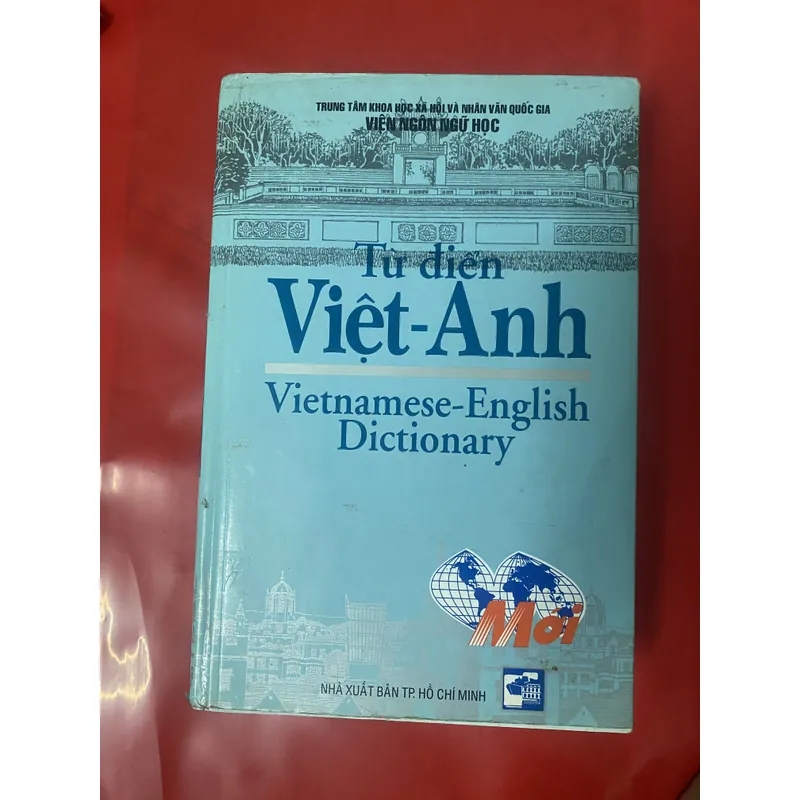 TRUNG TÂM KHOA HỌC XÃ HỘI VÀ NHÂN VĂN QUỐC GIA
VIỆN NGÔN NGỮ HỌC
Từ điển
Việt-Anh
Vietnamese-English
Dictionary
Mới
NHÀ XUẤT BẢN TP. HỒ CHÍ MINH